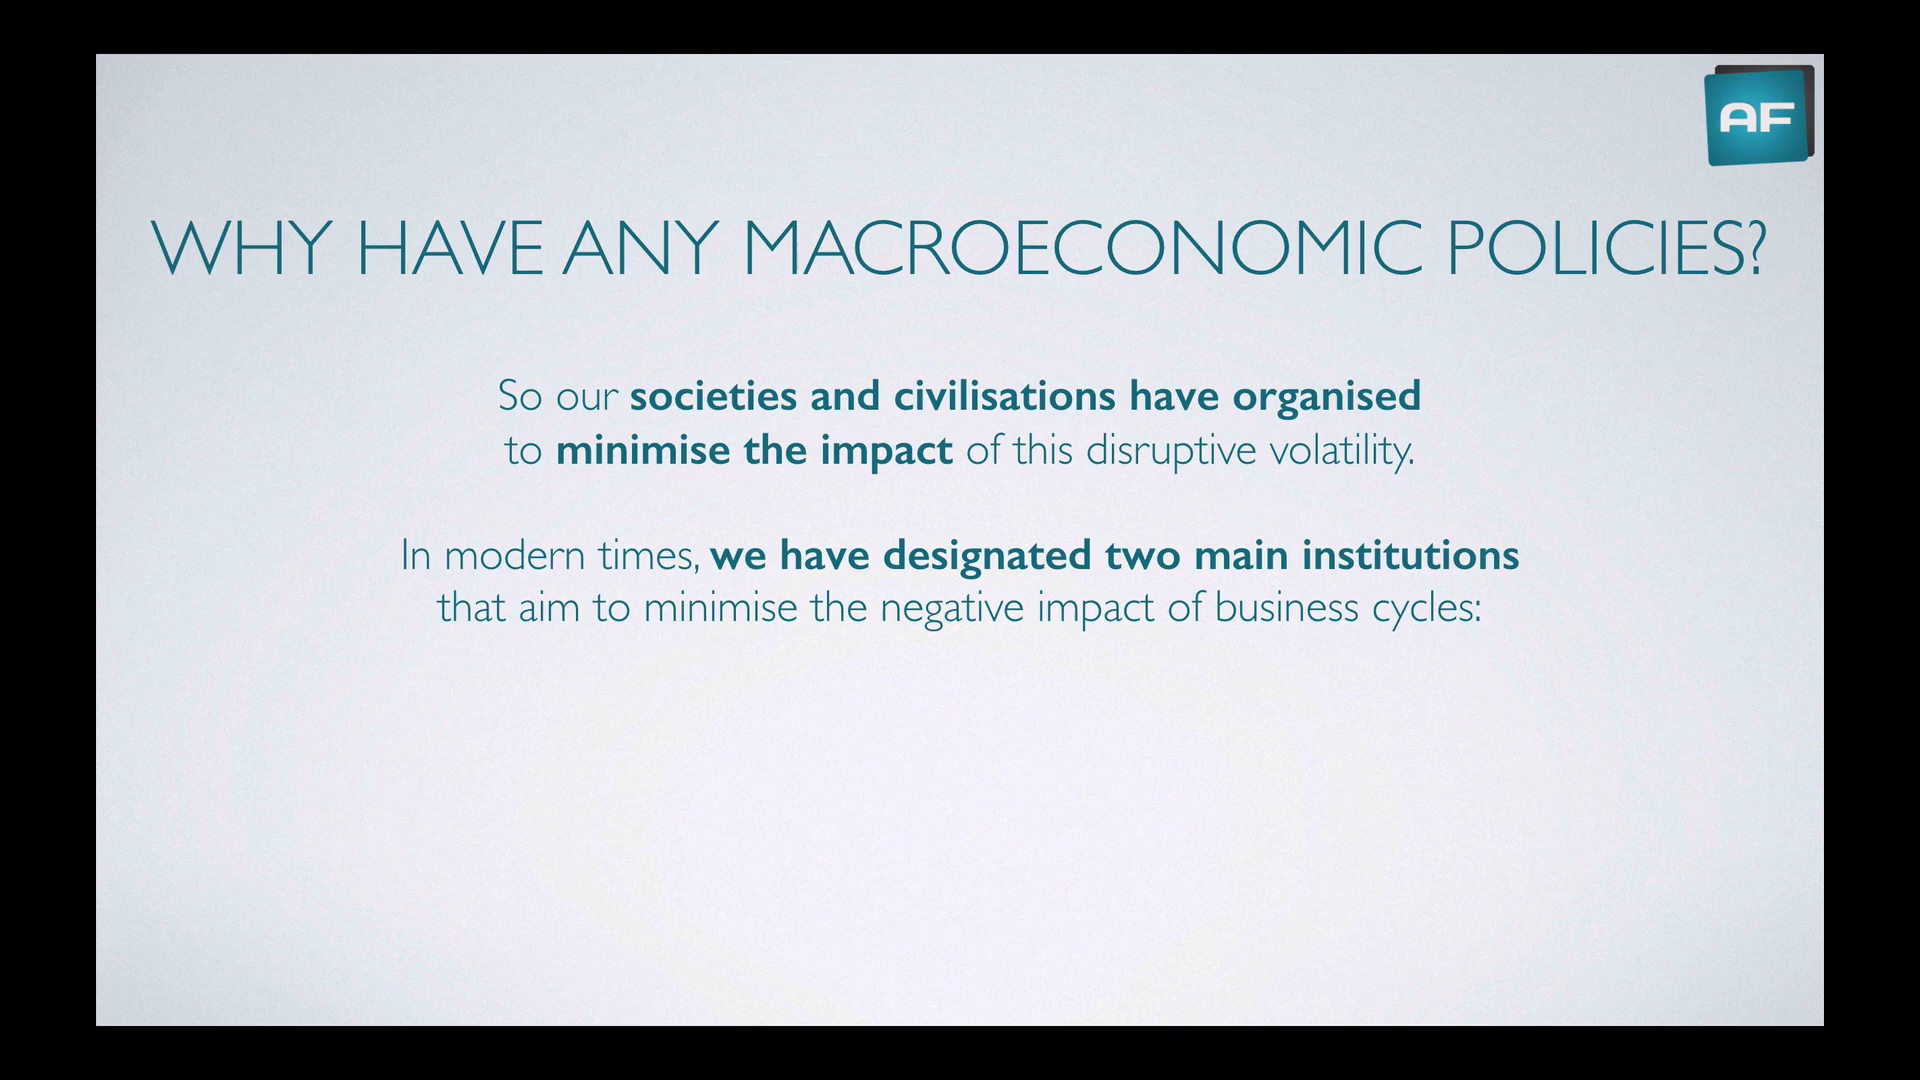 AF
WHY HAVE ANY MACROECONOMIC POLICIES?
So our societies and civilisations have organised
to minimise the impact of this disruptive volatility.
In modern times, we have designated two main institutions
that aim to minimise the negative impact of business cycles: